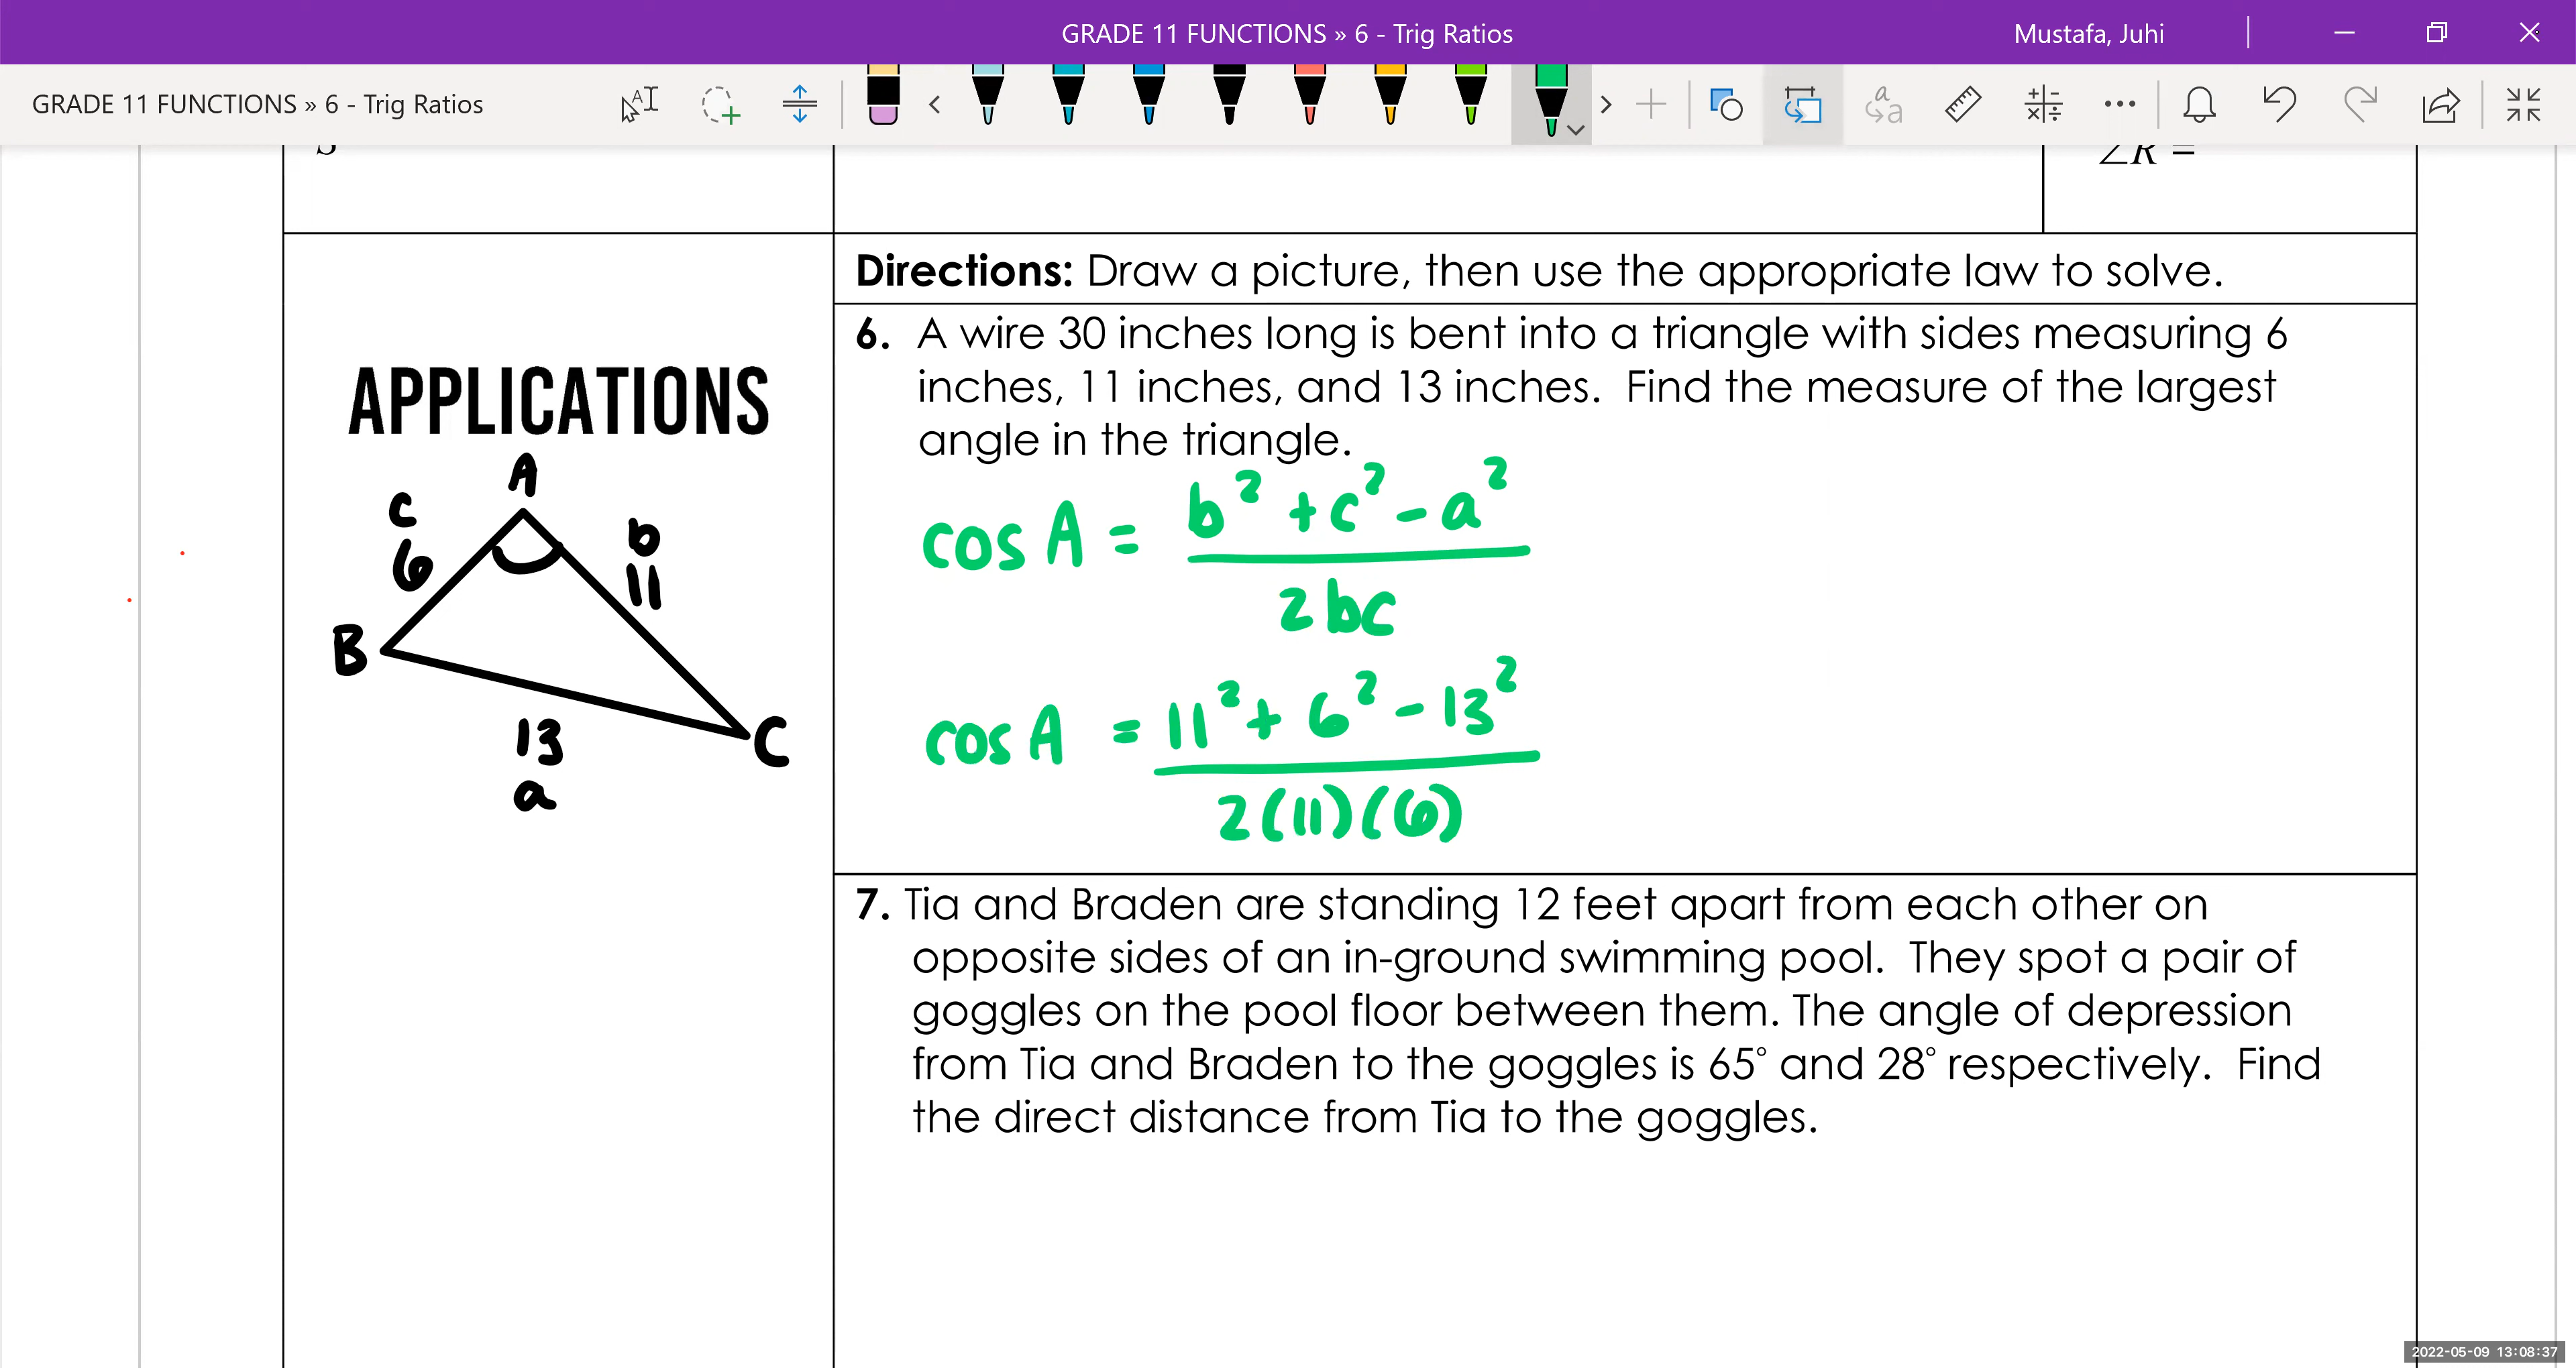 GRADE 11 FUNCTIONS » 6 - Trig Ratios
Mustafa, Juhi
GRADE 11 FUNCTIONS » 6 - Trig Ratios
∠R =
Directions: Draw a picture, then use the appropriate law to solve.
6. A wire 30 inches long is bent into a triangle with sides measuring 6
inches, 11 inches, and 13 inches. Find the measure of the largest
angle in the triangle.
APPLICATIONS
A
c
b
6
11
B
C
13
a
cos A = b² + c² - a²
2bc
cos A = 11² + 6² - 13²
2(11)(6)
7. Tia and Braden are standing 12 feet apart from each other on
opposite sides of an in-ground swimming pool. They spot a pair of
goggles on the pool floor between them. The angle of depression
from Tia and Braden to the goggles is 65° and 28° respectively. Find
the direct distance from Tia to the goggles.
2022-05-09 13:08:37